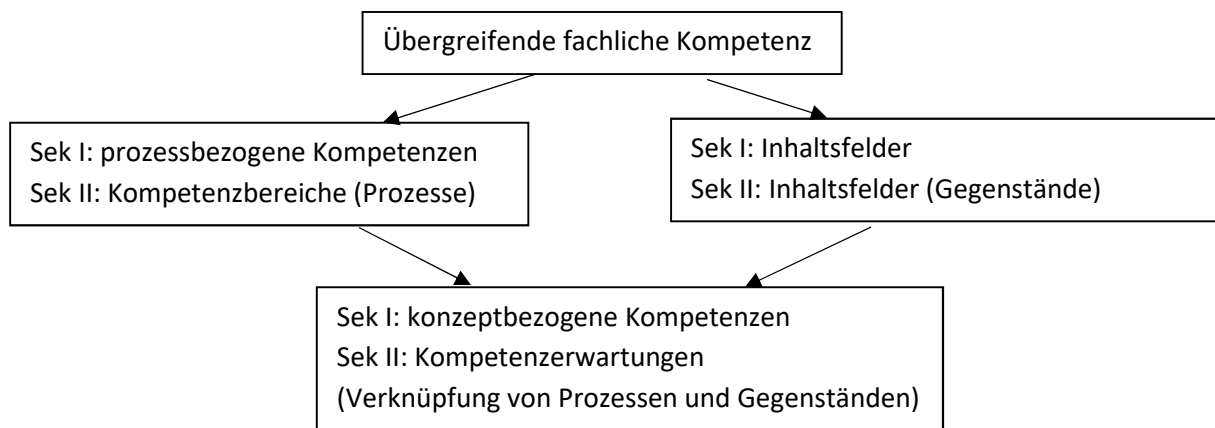 Übergreifende fachliche Kompetenz
Sek I: prozessbezogene Kompetenzen
Sek II: Kompetenzbereiche (Prozesse)
Sek I: Inhaltsfelder
Sek II: Inhaltsfelder (Gegenstände)
Sek I: konzeptbezogene Kompetenzen
Sek II: Kompetenzerwartungen
(Verknüpfung von Prozessen und Gegenständen)